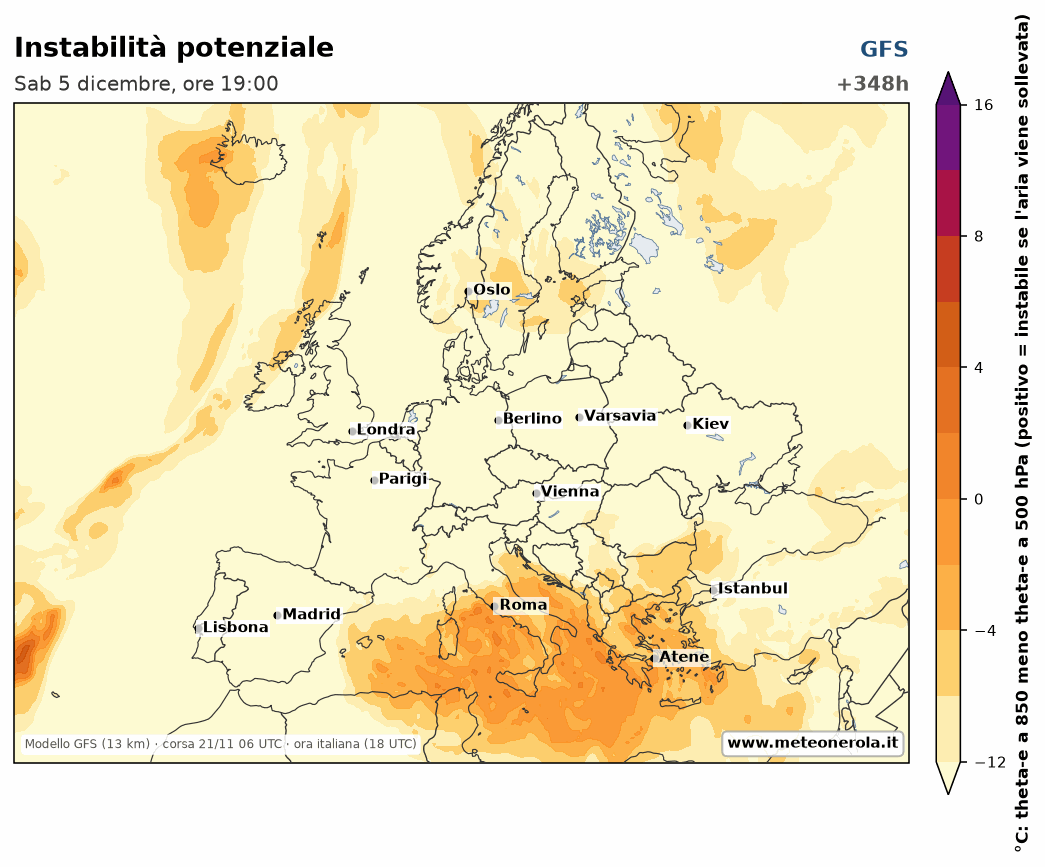 Instabilità potenziale
GFS
Sab 5 dicembre, ore 19:00
+348h
Oslo
Berlino
Varsavia
Kiev
Londra
Parigi
Vienna
Istanbul
Roma
Madrid
Lisbona
Atene
Modello GFS (13 km) · corsa 21/11 06 UTC · ora italiana (18 UTC)
www.meteonerola.it
16
8
4
0
−4
−12
°C: theta-e a 850 meno theta-e a 500 hPa (positivo = instabile se l'aria viene sollevata)